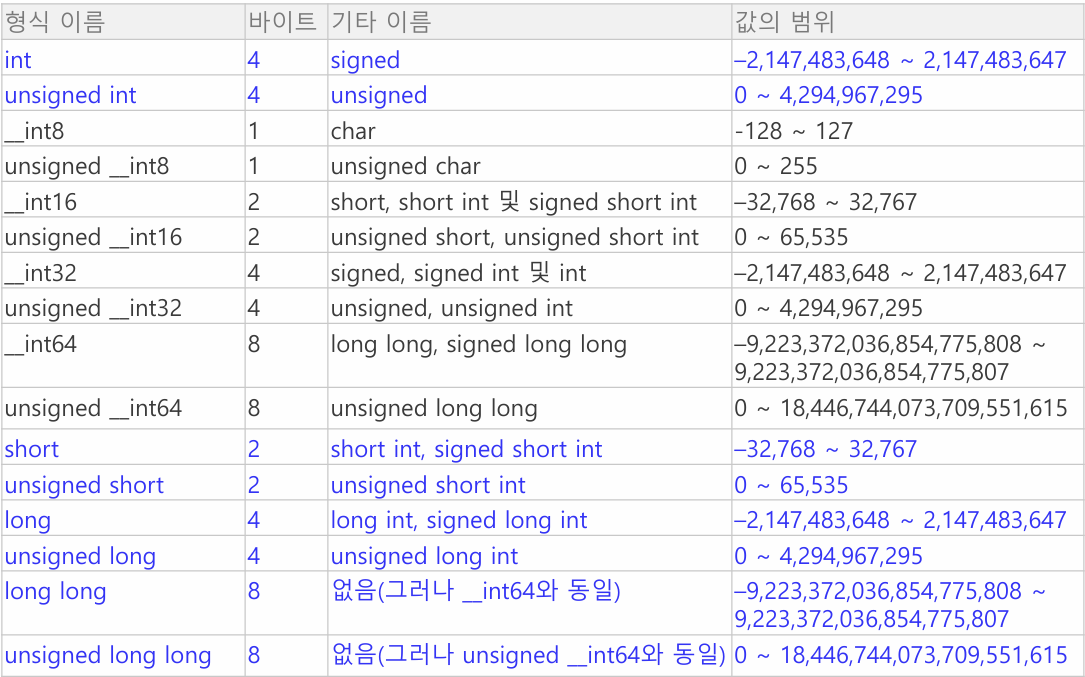 형식 이름 바이트 기타 이름 값의 범위
int 4 signed –2,147,483,648 ~ 2,147,483,647
unsigned int 4 unsigned 0 ~ 4,294,967,295
__int8 1 char -128 ~ 127
unsigned __int8 1 unsigned char 0 ~ 255
__int16 2 short, short int 및 signed short int –32,768 ~ 32,767
unsigned __int16 2 unsigned short, unsigned short int 0 ~ 65,535
__int32 4 signed, signed int 및 int –2,147,483,648 ~ 2,147,483,647
unsigned __int32 4 unsigned, unsigned int 0 ~ 4,294,967,295
__int64 8 long long, signed long long –9,223,372,036,854,775,808 ~
9,223,372,036,854,775,807
unsigned __int64 8 unsigned long long 0 ~ 18,446,744,073,709,551,615
short 2 short int, signed short int –32,768 ~ 32,767
unsigned short 2 unsigned short int 0 ~ 65,535
long 4 long int, signed long int –2,147,483,648 ~ 2,147,483,647
unsigned long 4 unsigned long int 0 ~ 4,294,967,295
long long 8 없음(그러나 __int64와 동일) –9,223,372,036,854,775,808 ~
9,223,372,036,854,775,807
unsigned long long 8 없음(그러나 unsigned __int64와 동일) 0 ~ 18,446,744,073,709,551,615